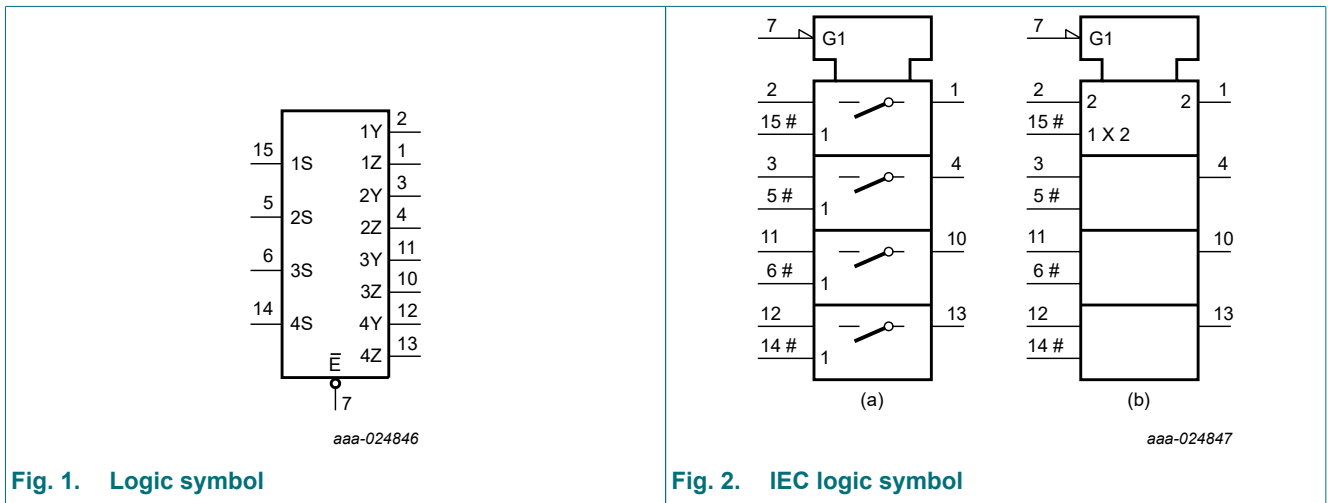 15 1S
5 2S
6 3S
14 4S
1Y 2
1Z 1
2Y 3
2Z 4
3Y 11
3Z 10
4Y 12
4Z 13
E̅
7
aaa-024846
Fig. 1. Logic symbol
7 G1
2 1
15 # 1
3 4
5 # 1
11 10
6 # 1
12 13
14 # 1
(a)
7 G1
2 2 2 1
15 # 1 X 2
3 4
5 #
11 10
6 #
12 13
14 #
(b)
aaa-024847
Fig. 2. IEC logic symbol